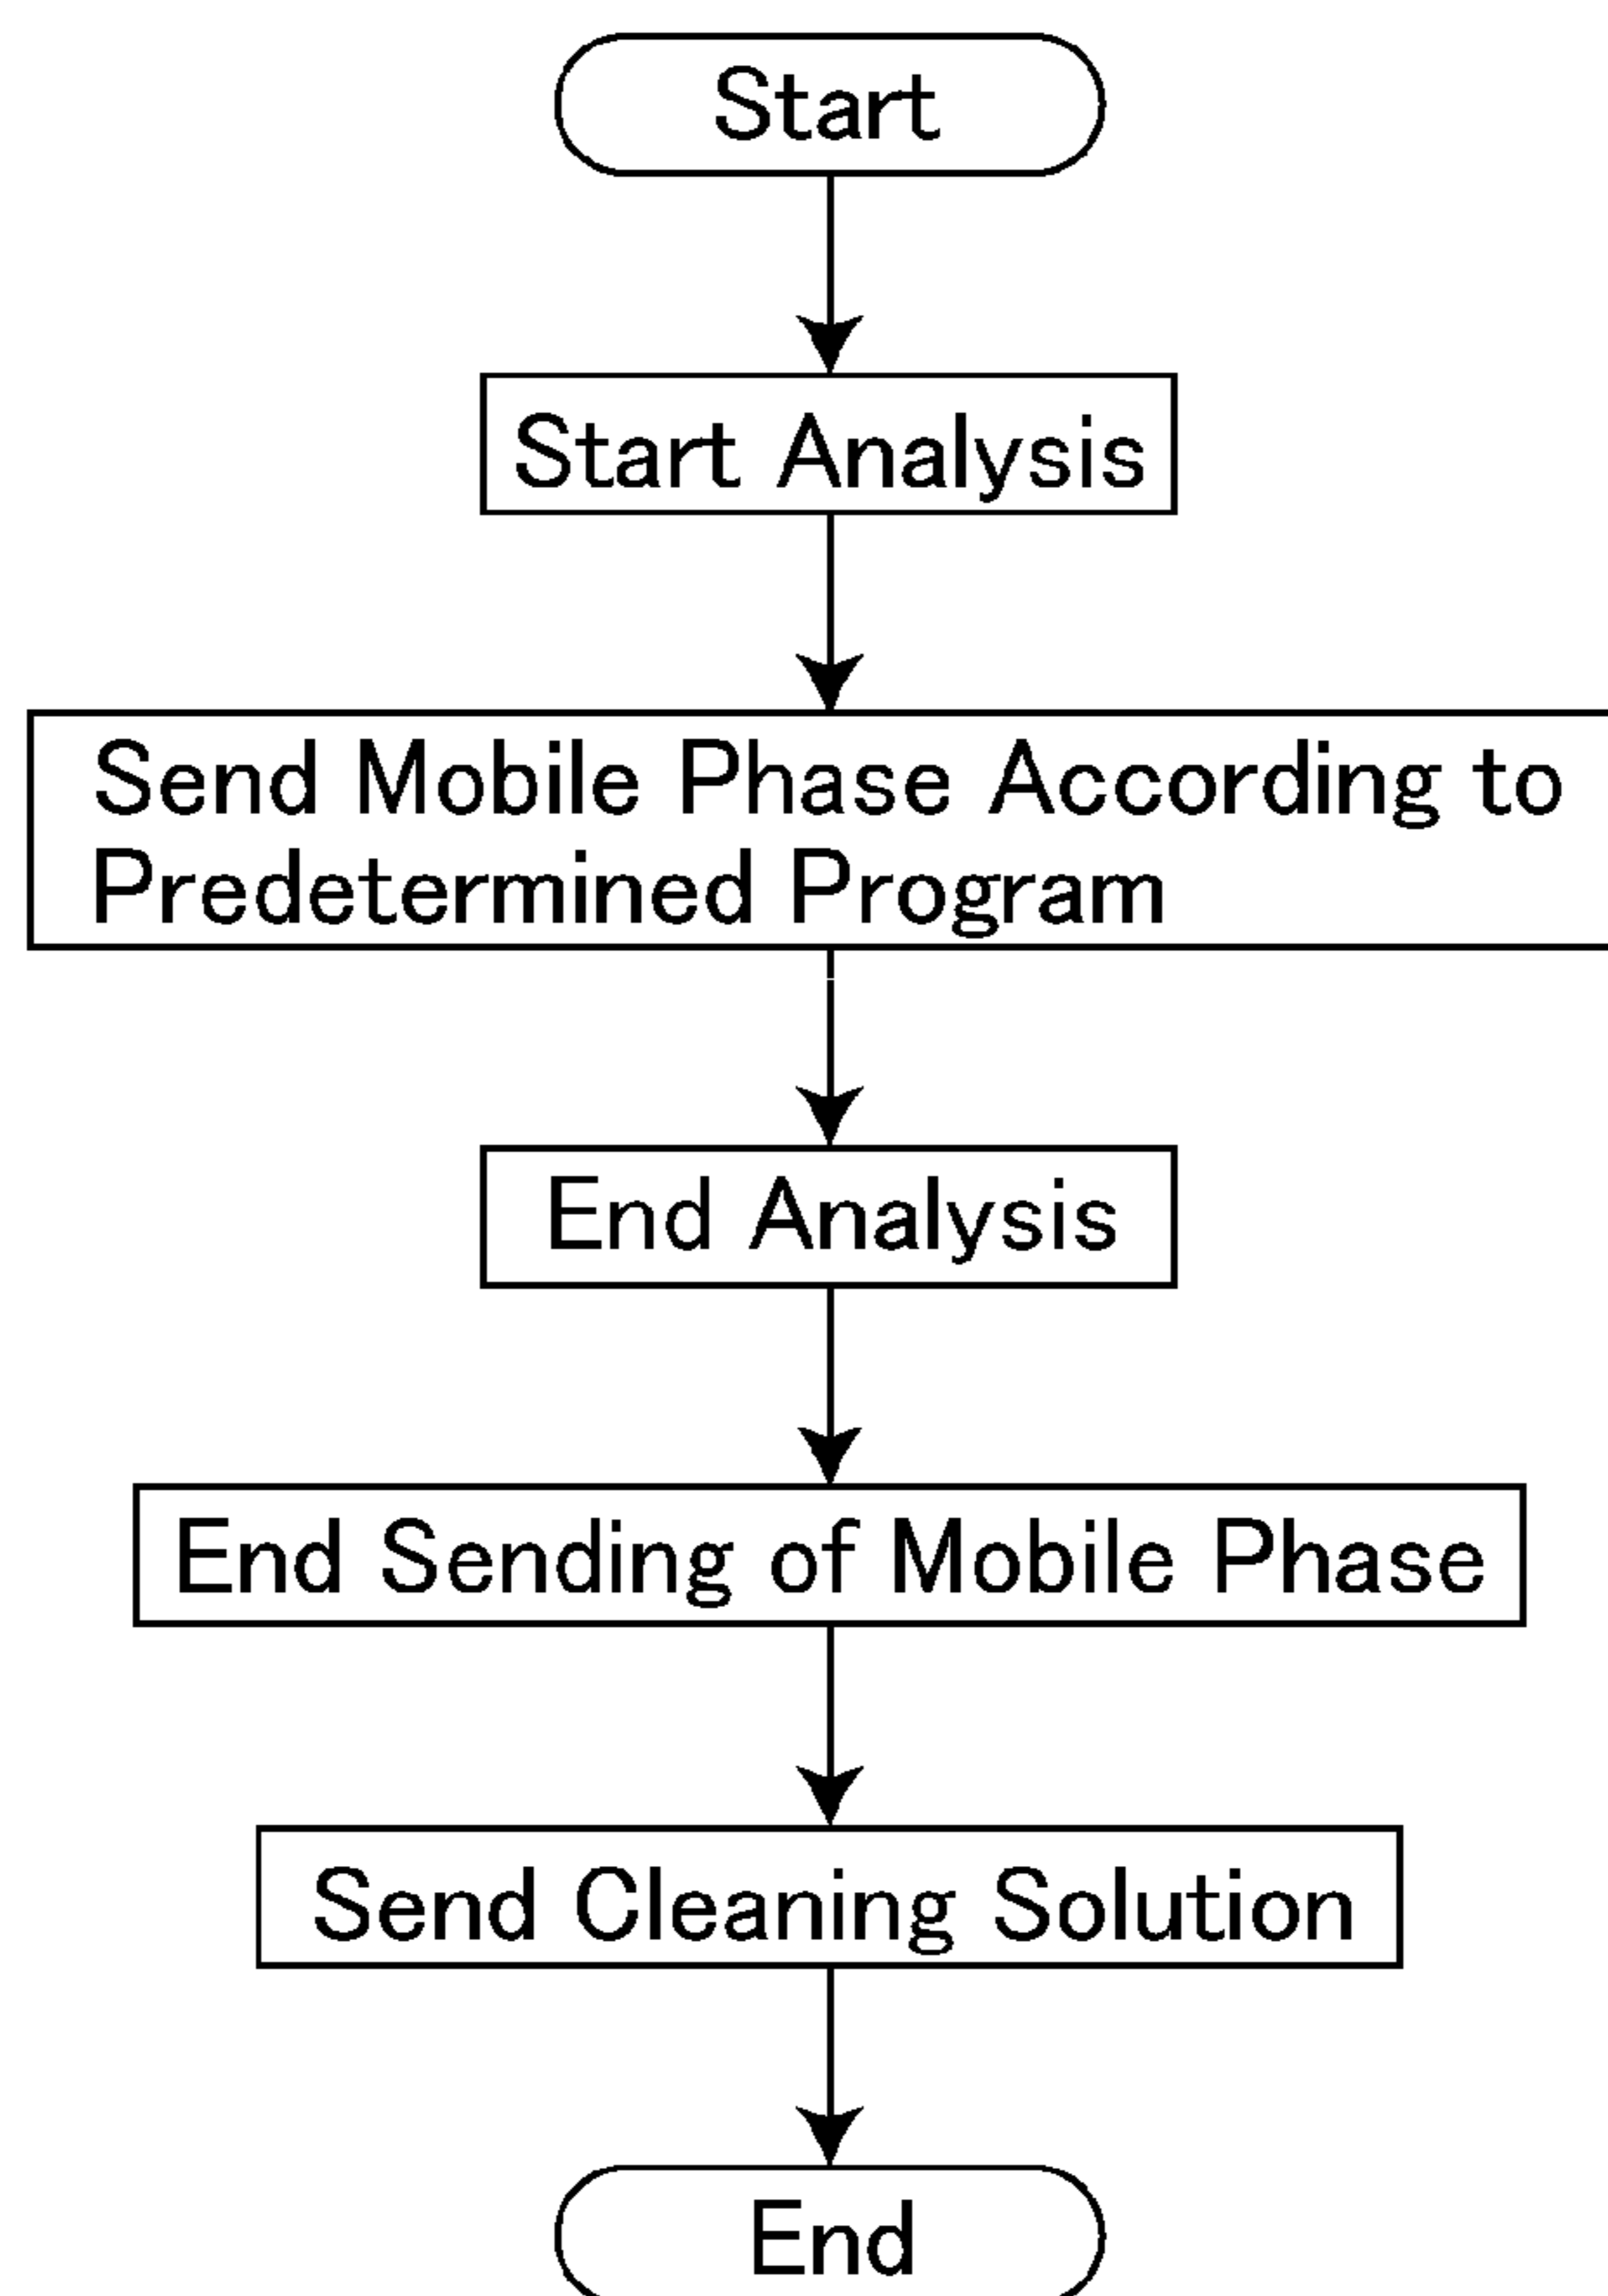 Start
Start Analysis
Send Mobile Phase According to
Predetermined Program
End Analysis
End Sending of Mobile Phase
Send Cleaning Solution
End